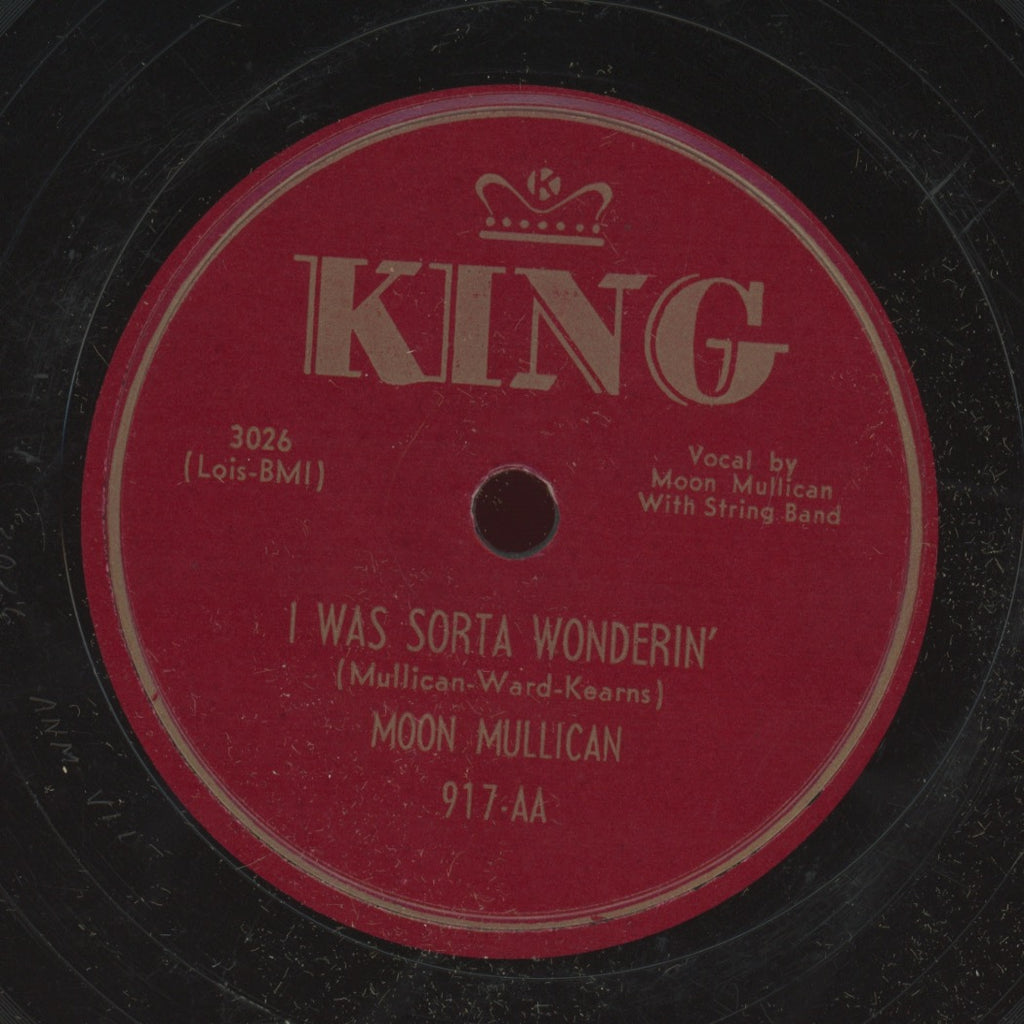 K
KING
3026
(Lois-BMI)
Vocal by
Moon Mullican
With String Band
I WAS SORTA WONDERIN'
(Mullican-Ward-Kearns)
MOON MULLICAN
917-AA